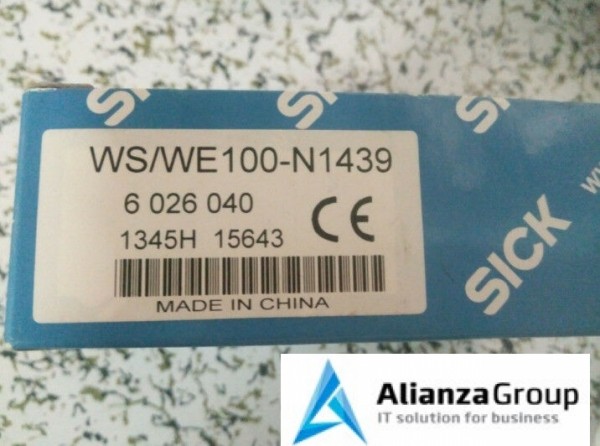 SICK
SICK
SICK
WS/WE100-N1439
6 026 040
1345H 15643
CE
MADE IN CHINA
SICK
AlianzaGroup
IT solution for business